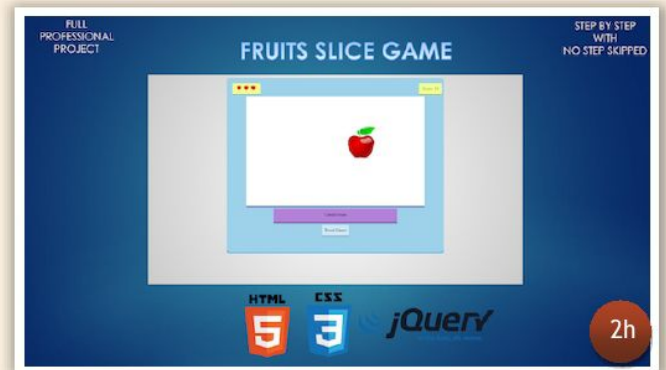 FULL
PROFESSIONAL
PROJECT
STEP BY STEP
WITH
NO STEP SKIPPED
FRUITS SLICE GAME
HTML
5
CSS
3
jQuery
2h